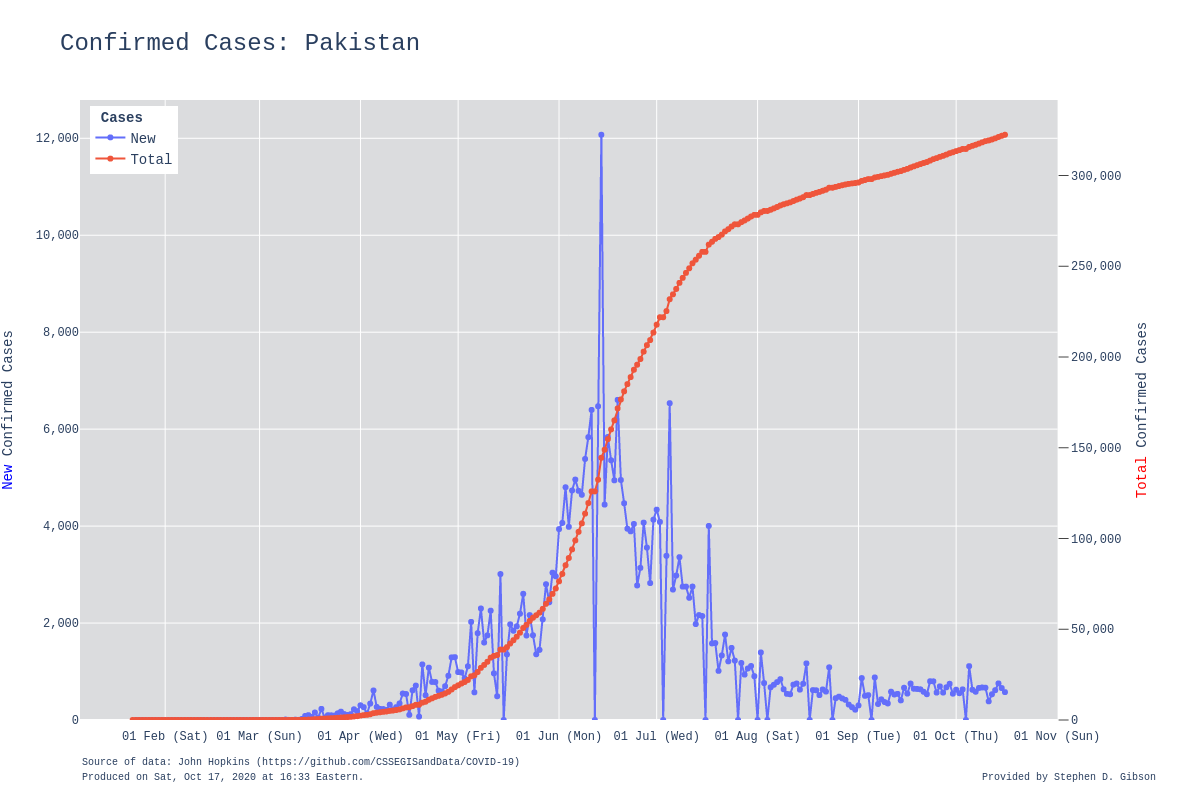 Confirmed Cases: Pakistan
Cases
New
Total
12,000
10,000
8,000
6,000
4,000
2,000
0
300,000
250,000
200,000
150,000
100,000
50,000
0
New Confirmed Cases
Total Confirmed Cases
01 Feb (Sat) 01 Mar (Sun) 01 Apr (Wed) 01 May (Fri) 01 Jun (Mon) 01 Jul (Wed) 01 Aug (Sat) 01 Sep (Tue) 01 Oct (Thu) 01 Nov (Sun)
Source of data: John Hopkins (https://github.com/CSSEGISandData/COVID-19)
Produced on Sat, Oct 17, 2020 at 16:33 Eastern.
Provided by Stephen D. Gibson